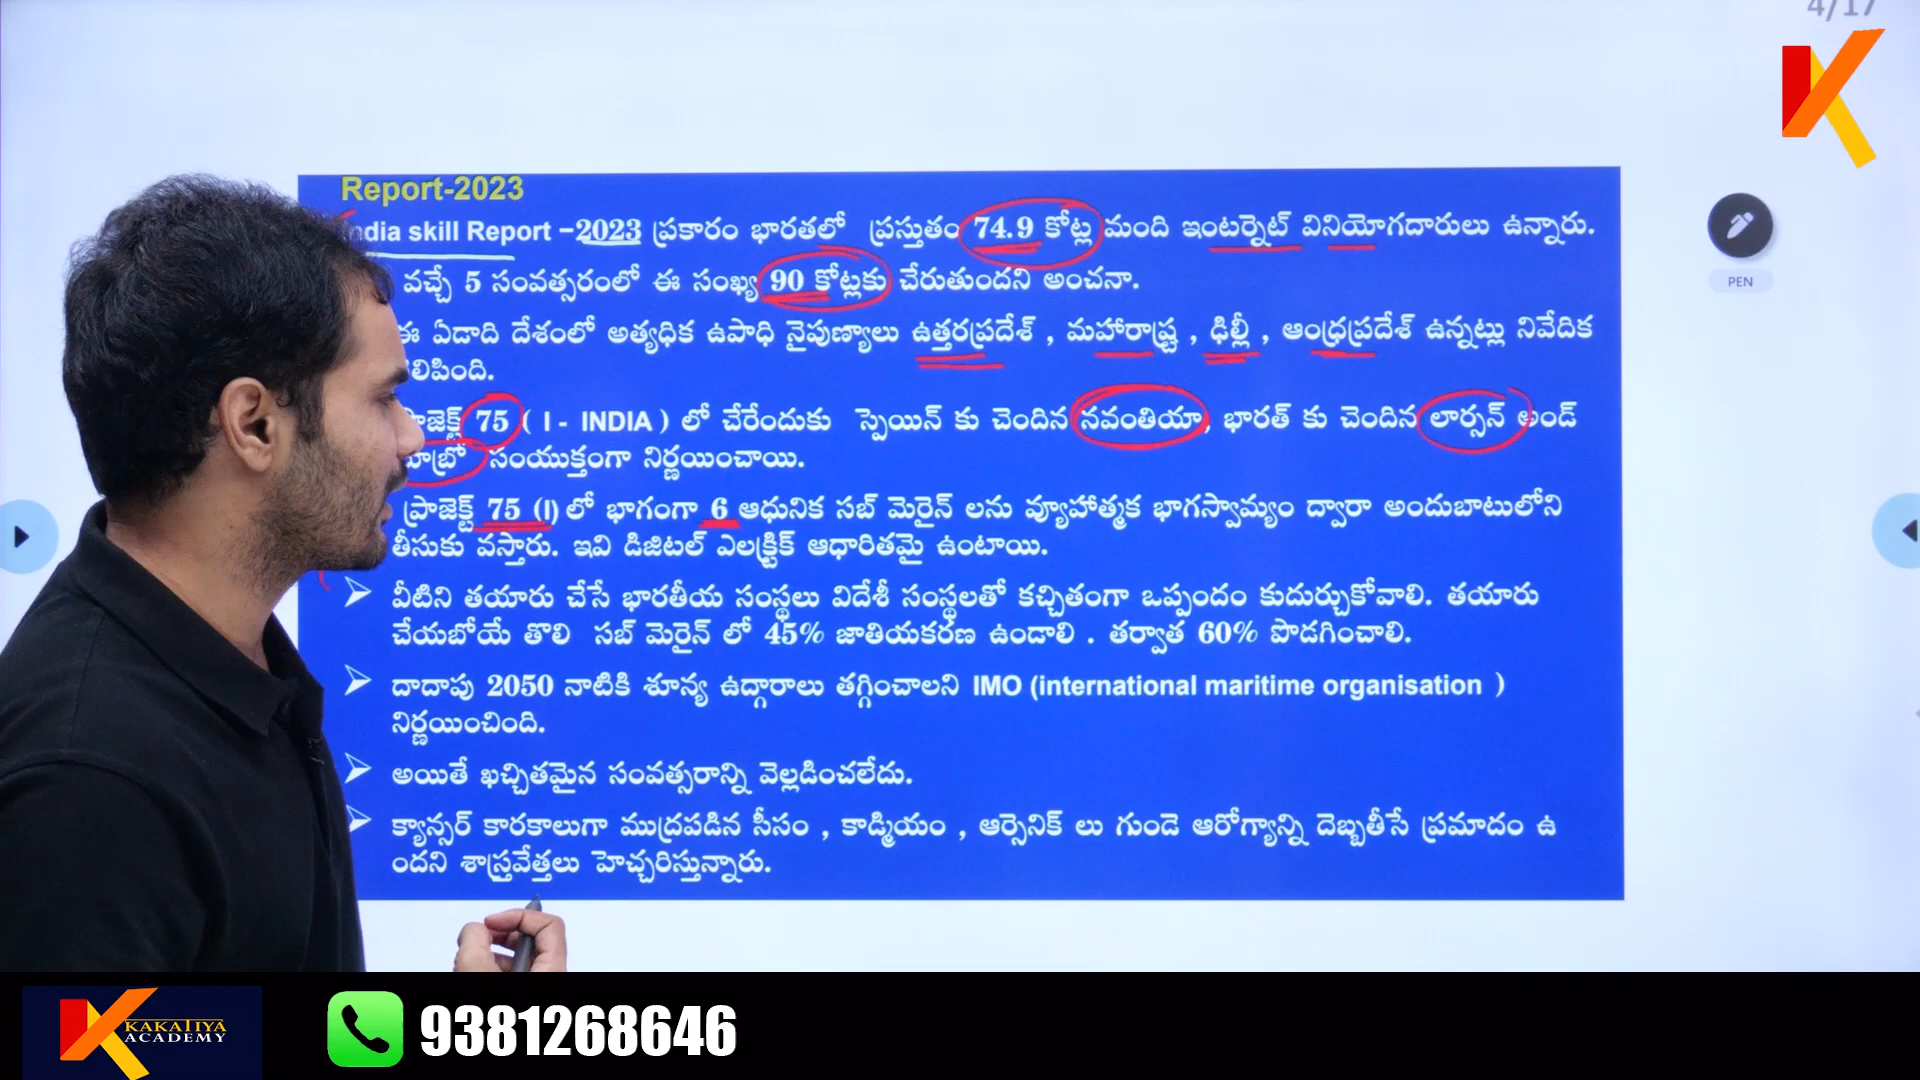 4/17
Report-2023
India skill Report -2023 ప్రకారం భారతలో ప్రస్తుతం 74.9 కోట్ల మంది ఇంటర్నెట్ వినియోగదారులు ఉన్నారు.
వచ్చే 5 సంవత్సరంలో ఈ సంఖ్య 90 కోట్లకు చేరుతుందని అంచనా.
ఈ ఏడాది దేశంలో అత్యధిక ఉపాధి నైపుణ్యాలు ఉత్తరప్రదేశ్ , మహారాష్ట్ర , ఢిల్లీ , ఆంధ్రప్రదేశ్ ఉన్నట్లు నివేదిక
లిపింది.
75 ( I - INDIA ) లో చేరేందుకు స్పెయిన్ కు చెందిన నవంతియా, భారత్ కు చెందిన లార్సన్ అండ్
సంయుక్తంగా నిర్ణయించాయి.
ప్రాజెక్ట్ 75 (I) లో భాగంగా 6 ఆధునిక సబ్ మెరైన్ లను వ్యూహాత్మక భాగస్వామ్యం ద్వారా అందుబాటులోని
తీసుకు వస్తారు. ఇవి డిజిటల్ ఎలక్ట్రిక్ ఆధారితమై ఉంటాయి.
వీటిని తయారు చేసే భారతీయ సంస్థలు విదేశీ సంస్థలతో కచ్చితంగా ఒప్పందం కుదుర్చుకోవాలి. తయారు
చేయబోయే తొలి సబ్ మెరైన్ లో 45% జాతియకరణ ఉండాలి . తర్వాత 60% పొడగించాలి.
దాదాపు 2050 నాటికి శూన్య ఉద్గారాలు తగ్గించాలని IMO (international maritime organisation )
నిర్ణయించింది.
అయితే ఖచ్చితమైన సంవత్సరాన్ని వెల్లడించలేదు.
క్యాన్సర్ కారకాలుగా ముద్రపడిన సీసం , కాడ్మియం , ఆర్సెనిక్ లు గుండె ఆరోగ్యాన్ని దెబ్బతీసే ప్రమాదం ఉ
ందని శాస్త్రవేత్తలు హెచ్చరిస్తున్నారు.
PEN
KAKATIYA
ACADEMY
9381268646